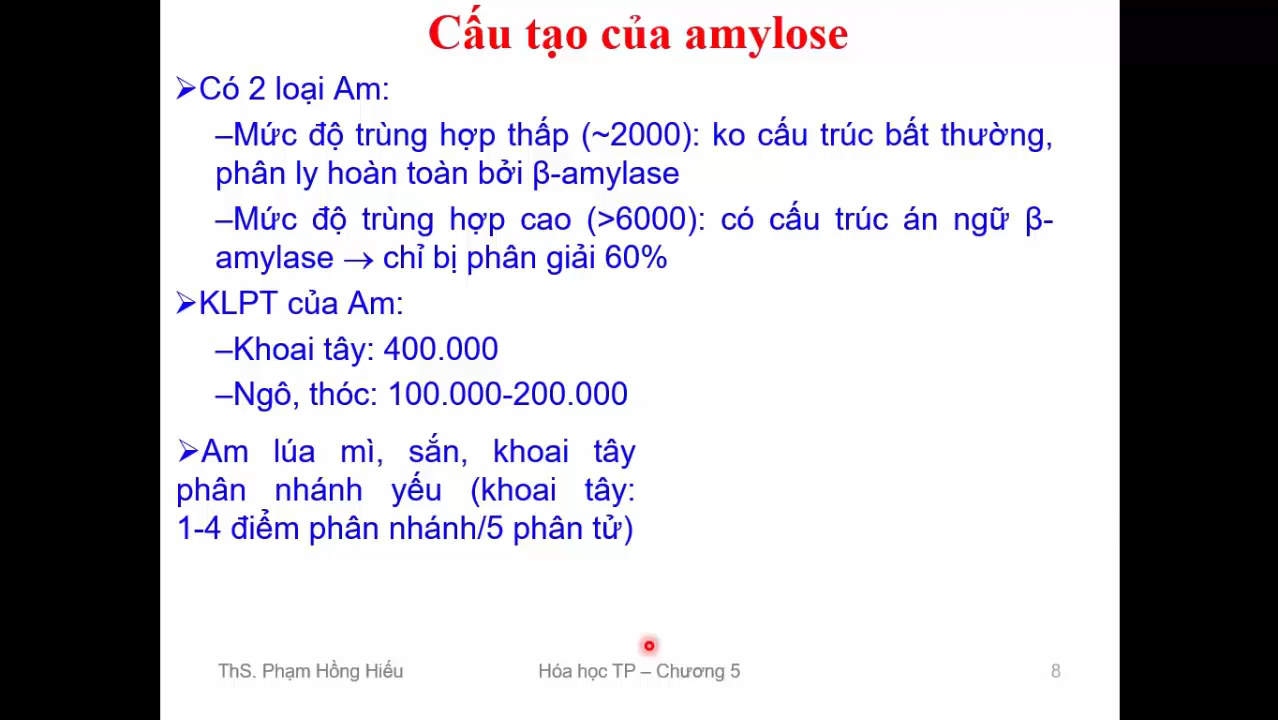 Cấu tạo của amylose
➢Có 2 loại Am:
–Mức độ trùng hợp thấp (~2000): ko cấu trúc bất thường,
phân ly hoàn toàn bởi β-amylase
–Mức độ trùng hợp cao (>6000): có cấu trúc án ngữ β-
amylase → chỉ bị phân giải 60%
➢KLPT của Am:
–Khoai tây: 400.000
–Ngô, thóc: 100.000-200.000
➢Am lúa mì, sắn, khoai tây
phân nhánh yếu (khoai tây:
1-4 điểm phân nhánh/5 phân tử)
ThS. Phạm Hồng Hiếu Hóa học TP – Chương 5 8